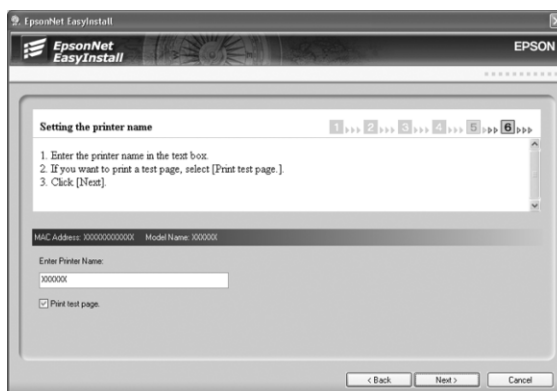 EpsonNet EasyInstall
EpsonNet
EasyInstall
EPSON
Setting the printer name
1 2 3 4 5 6
1. Enter the printer name in the text box.
2. If you want to print a test page, select [Print test page.].
3. Click [Next].
MAC Address: XXXXXXXXXXXX Model Name: XXXXXX
Enter Printer Name:
XXXXXX
Print test page.
< Back
Next >
Cancel